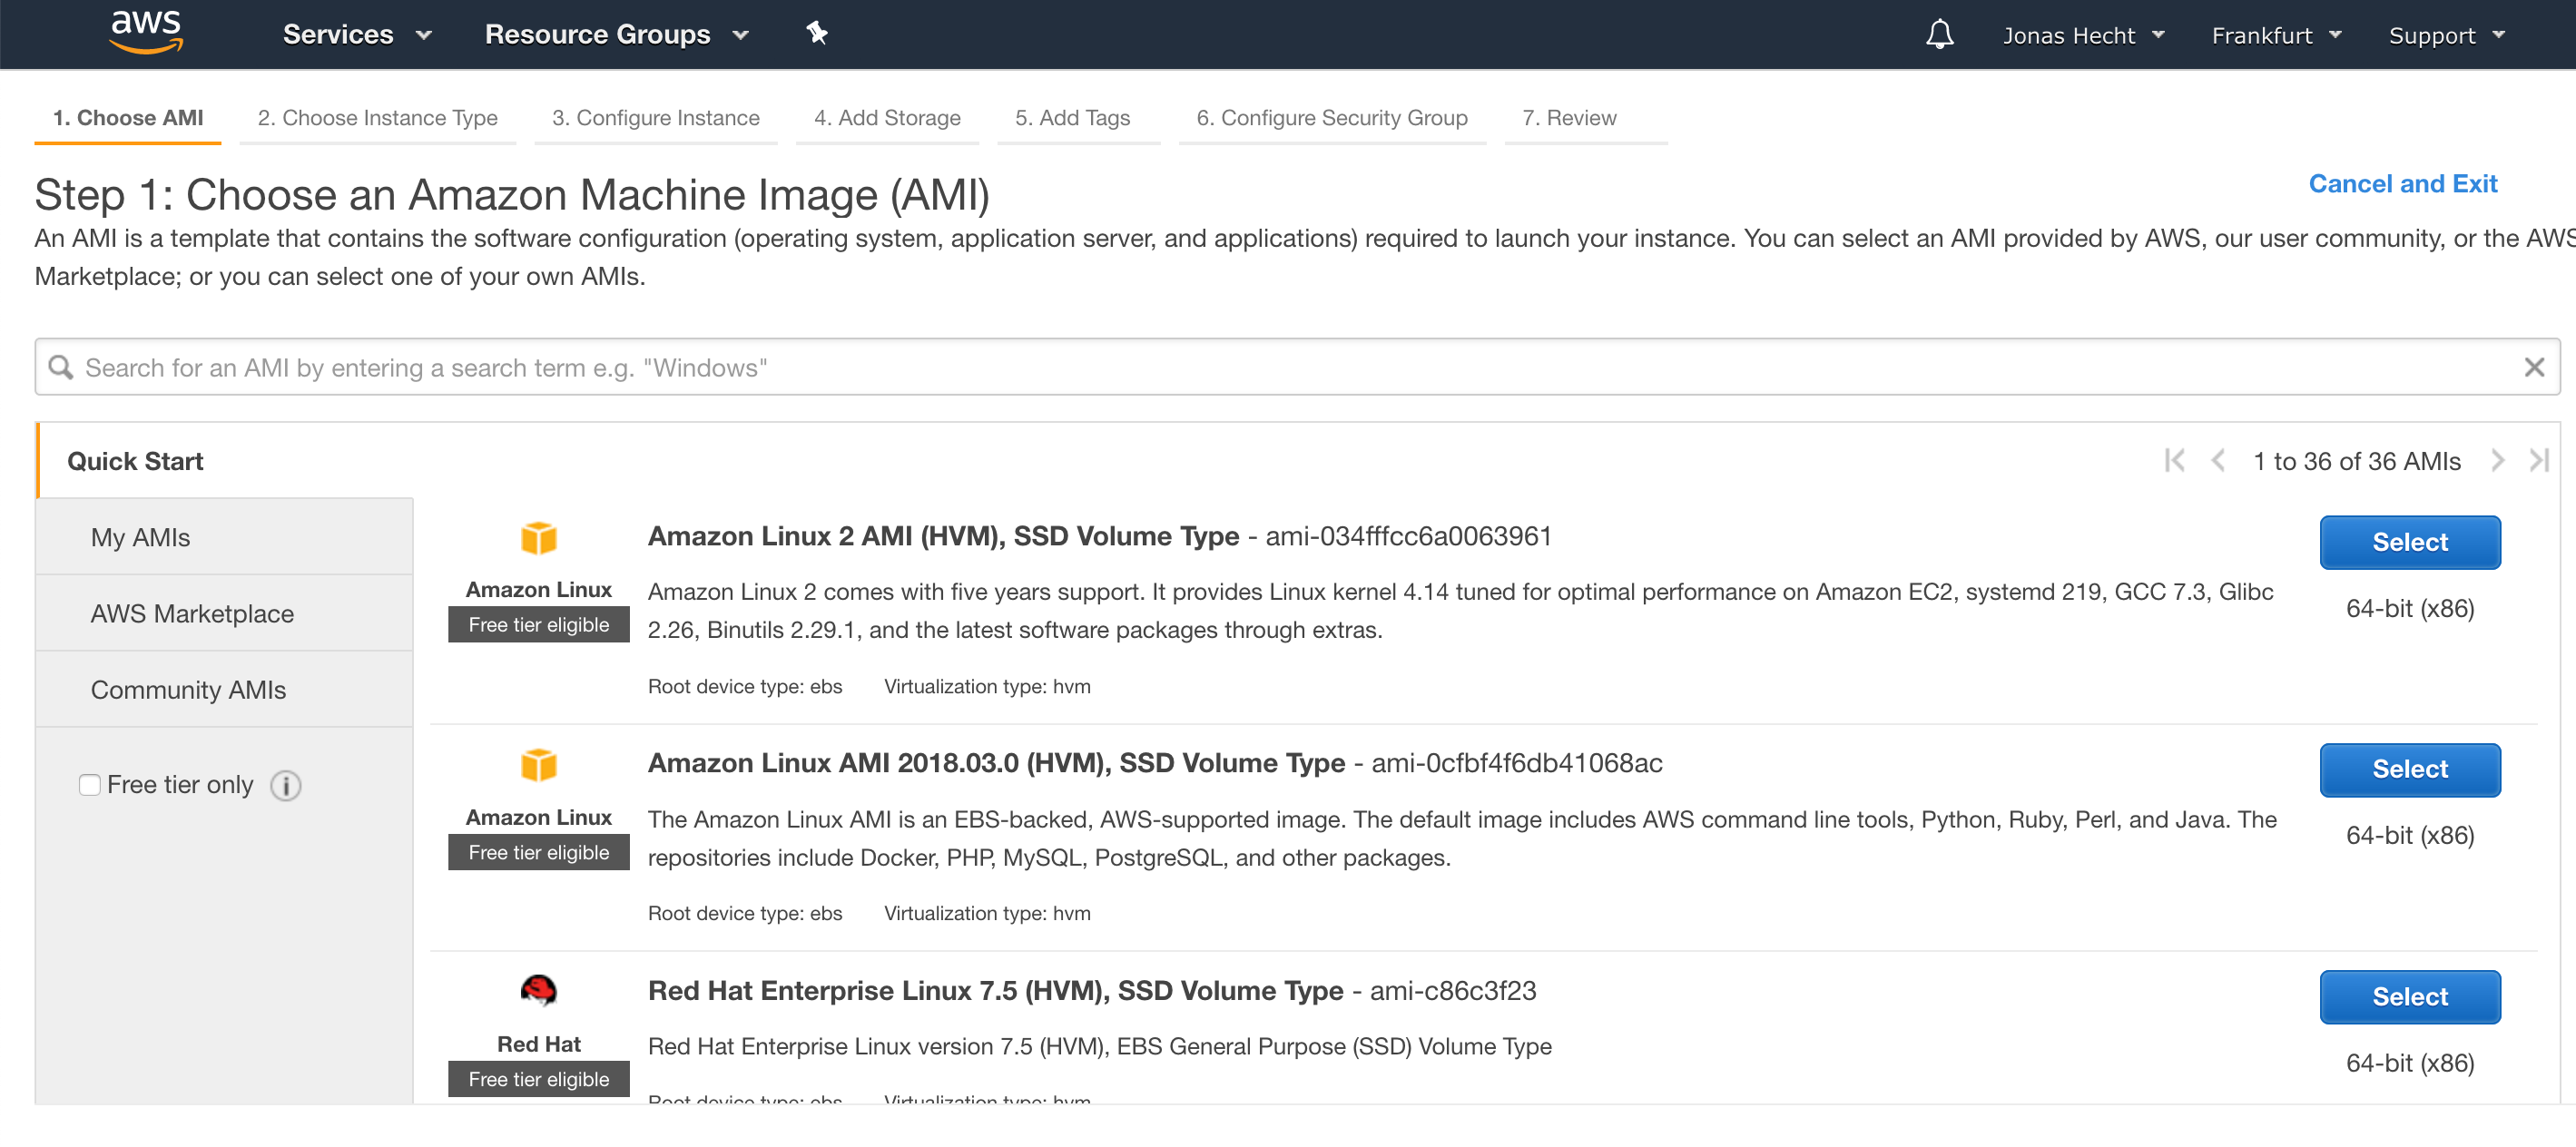 aws Services Resource Groups Jonas Hecht Frankfurt Support
1. Choose AMI 2. Choose Instance Type 3. Configure Instance 4. Add Storage 5. Add Tags 6. Configure Security Group 7. Review
Step 1: Choose an Amazon Machine Image (AMI) Cancel and Exit
An AMI is a template that contains the software configuration (operating system, application server, and applications) required to launch your instance. You can select an AMI provided by AWS, our user community, or the AWS
Marketplace; or you can select one of your own AMIs.
Search for an AMI by entering a search term e.g. "Windows"
Quick Start
My AMIs
AWS Marketplace
Community AMIs
Free tier only
1 to 36 of 36 AMIs
Amazon Linux
Free tier eligible
Amazon Linux 2 AMI (HVM), SSD Volume Type - ami-034fffcc6a0063961
Amazon Linux 2 comes with five years support. It provides Linux kernel 4.14 tuned for optimal performance on Amazon EC2, systemd 219, GCC 7.3, Glibc
2.26, Binutils 2.29.1, and the latest software packages through extras.
Root device type: ebs Virtualization type: hvm
Select
64-bit (x86)
Amazon Linux
Free tier eligible
Amazon Linux AMI 2018.03.0 (HVM), SSD Volume Type - ami-0cfbf4f6db41068ac
The Amazon Linux AMI is an EBS-backed, AWS-supported image. The default image includes AWS command line tools, Python, Ruby, Perl, and Java. The
repositories include Docker, PHP, MySQL, PostgreSQL, and other packages.
Root device type: ebs Virtualization type: hvm
Select
64-bit (x86)
Red Hat
Free tier eligible
Red Hat Enterprise Linux 7.5 (HVM), SSD Volume Type - ami-c86c3f23
Red Hat Enterprise Linux version 7.5 (HVM), EBS General Purpose (SSD) Volume Type
Root device type: ebs Virtualization type: hvm
Select
64-bit (x86)